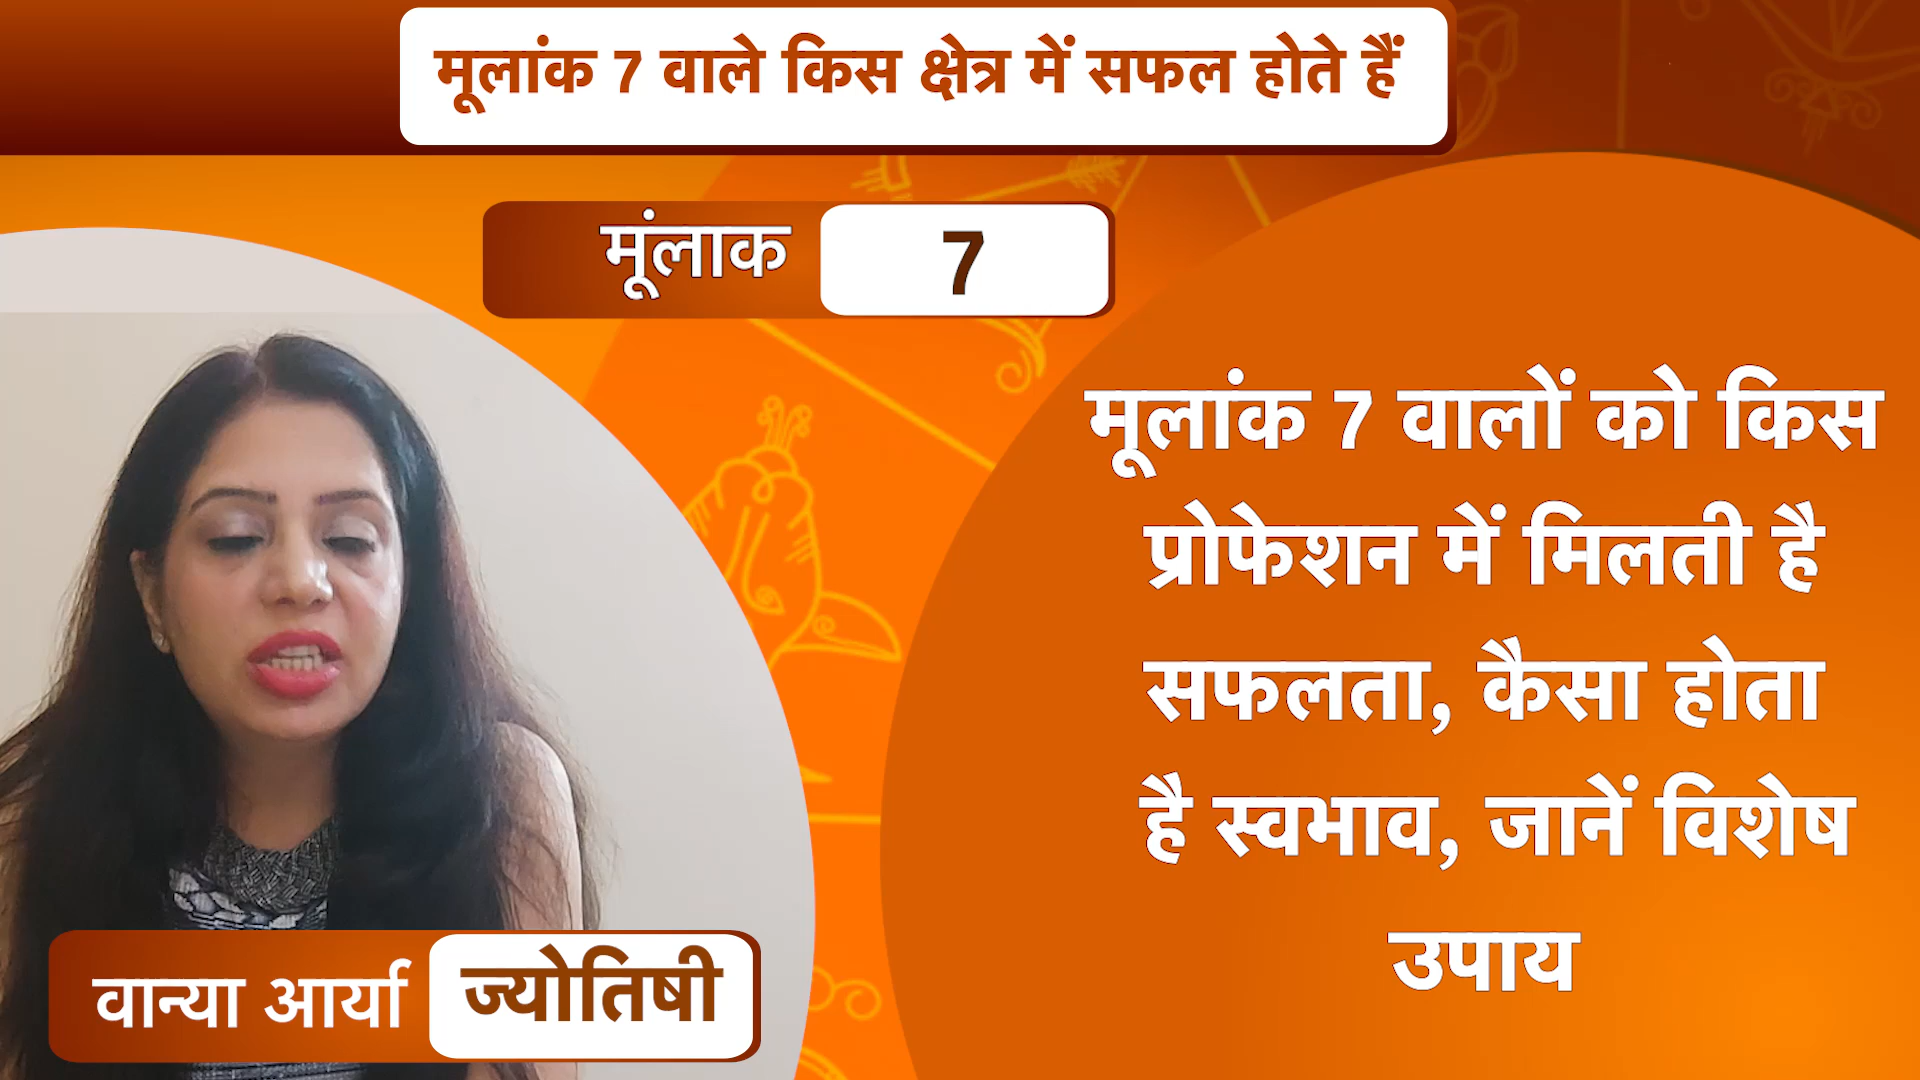 मूलांक 7 वाले किस क्षेत्र में सफल होते हैं
मूंलाक 7
मूलांक 7 वालों को किस
प्रोफेशन में मिलती है
सफलता, कैसा होता
है स्वभाव, जानें विशेष
उपाय
वान्या आर्या ज्योतिषी